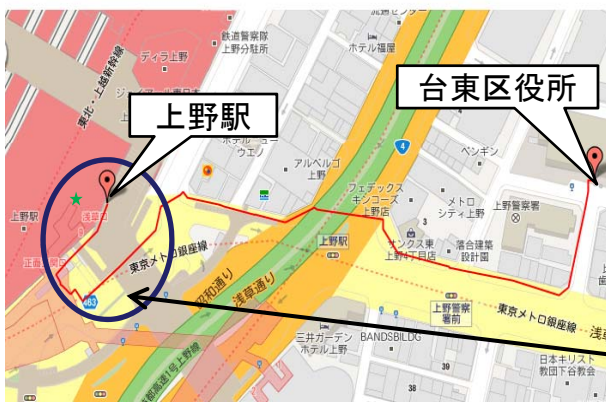 鉄道警察隊
上野分駐所
ホテル福屋
ディラ上野
東北・上越新幹線
上野駅
台東区役所
ウエノ
アルベルゴ
上野
4
ペンギン
フェデックス
キンコーズ
上野店
メトロ
シティ上野
上野警察署
3
上野駅
浅草口
上野駅
サンクス東
上野4丁目店
落合建築
設計園
東京メトロ銀座線
463
昭和通り
浅草通り
上野警察
署前
東京メトロ銀座線
三井ガーデン
ホテル上野
BANDSBILDG
39
38
日本キリスト
教団下谷教会